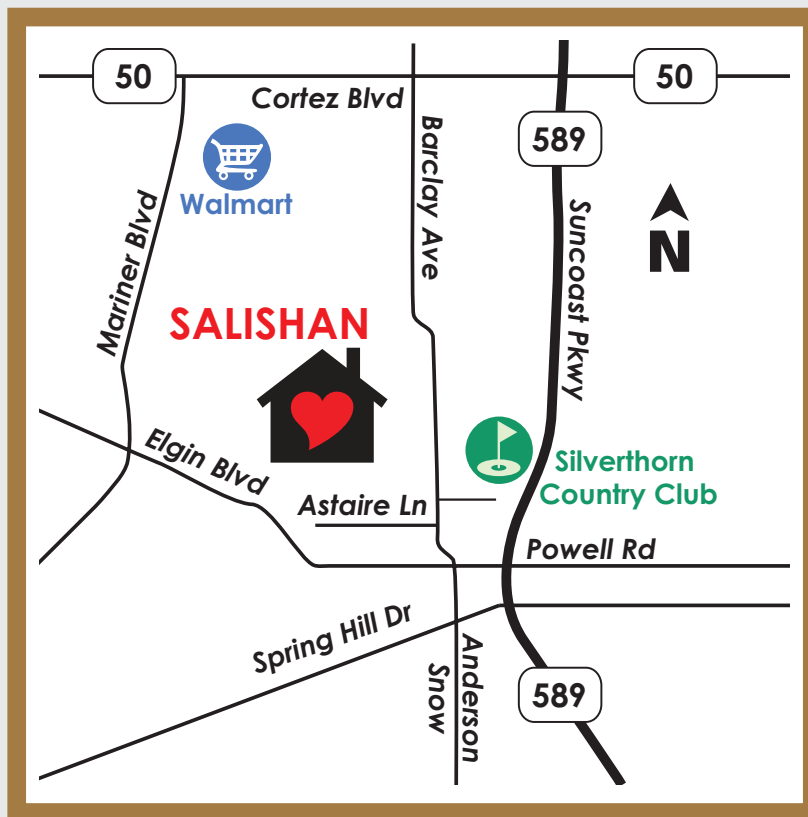 50
50
Cortez Blvd
589
Walmart
Barclay Ave
Mariner Blvd
Suncoast Pkwy
N
SALISHAN
Elgin Blvd
Silverthorn
Country Club
Astaire Ln
Powell Rd
Spring Hill Dr
Anderson
Snow
589